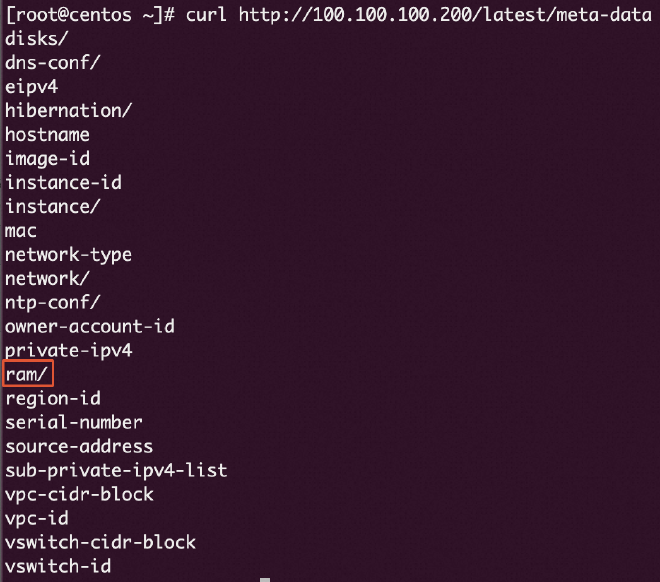 [root@centos ~]# curl http://100.100.100.200/latest/meta-data
disks/
dns-conf/
eipv4
hibernation/
hostname
image-id
instance-id
instance/
mac
network-type
network/
ntp-conf/
owner-account-id
private-ipv4
ram/
region-id
serial-number
source-address
sub-private-ipv4-list
vpc-cidr-block
vpc-id
vswitch-cidr-block
vswitch-id